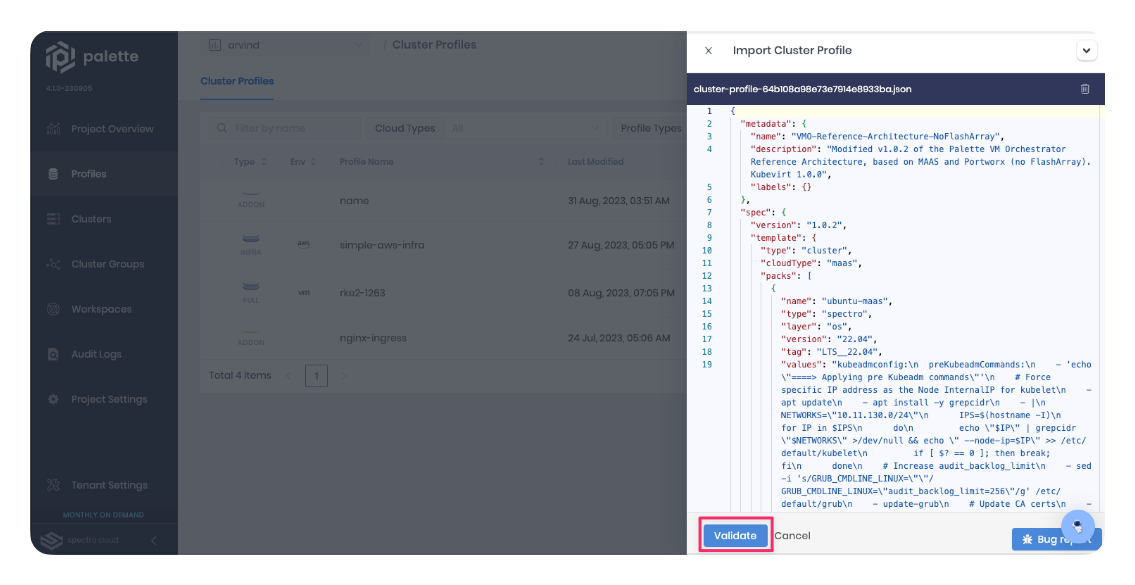 palette
4.1.0-230905
Project Overview
Profiles
Clusters
Cluster Groups
Workspaces
Audit Logs
Project Settings
Tenant Settings
MONTHLY ON DEMAND
spectro cloud
arvind
/ Cluster Profiles
Cluster Profiles
Filter by name
Cloud Types All
Profile Types
Type Env Profile Name Last Modified
ADDON name 31 Aug, 2023, 03:51 AM
INFRA aws simple-aws-infra 27 Aug, 2023, 05:05 PM
FULL vm rke2-1263 08 Aug, 2023, 07:05 PM
ADDON nginx-ingress 24 Jul, 2023, 05:06 AM
Total 4 items < 1 >
× Import Cluster Profile
cluster-profile-64b108a98e73e7914e8933ba.json
1 {
2 "metadata": {
3 "name": "VMO-Reference-Architecture-NoFlashArray",
4 "description": "Modified v1.0.2 of the Palette VM Orchestrator
Reference Architecture, based on MAAS and Portworx (no FlashArray).
Kubevirt 1.0.0",
5 "labels": {}
6 },
7 "spec": {
8 "version": "1.0.2",
9 "template": {
10 "type": "cluster",
11 "cloudType": "maas",
12 "packs": [
13 {
14 "name": "ubuntu-maas",
15 "type": "spectro",
16 "layer": "os",
17 "version": "22.04",
18 "tag": "LTS__22.04",
19 "values": "kubeadmconfig:\n preKubeadmCommands:\n - 'echo
\"====> Applying pre Kubeadm commands\"'\n # Force
specific IP address as the Node InternalIP for kubelet\n -
apt update\n - apt install -y grepcidr\n - |\n
NETWORKS=\"10.11.130.0/24\"\n IPS=$(hostname -I)\n
for IP in $IPS\n do\n echo \"$IP\" | grepcidr
\"$NETWORKS\" >/dev/null && echo \" --node-ip=$IP\" >> /etc/
default/kubelet\n if [ $? == 0 ]; then break;
fi\n done\n # Increase audit_backlog_limit\n - sed
-i 's/GRUB_CMDLINE_LINUX=\"\"/
GRUB_CMDLINE_LINUX=\"audit_backlog_limit=256\"/g' /etc/
default/grub\n - update-grub\n # Update CA certs\n -
Validate Cancel
Bug